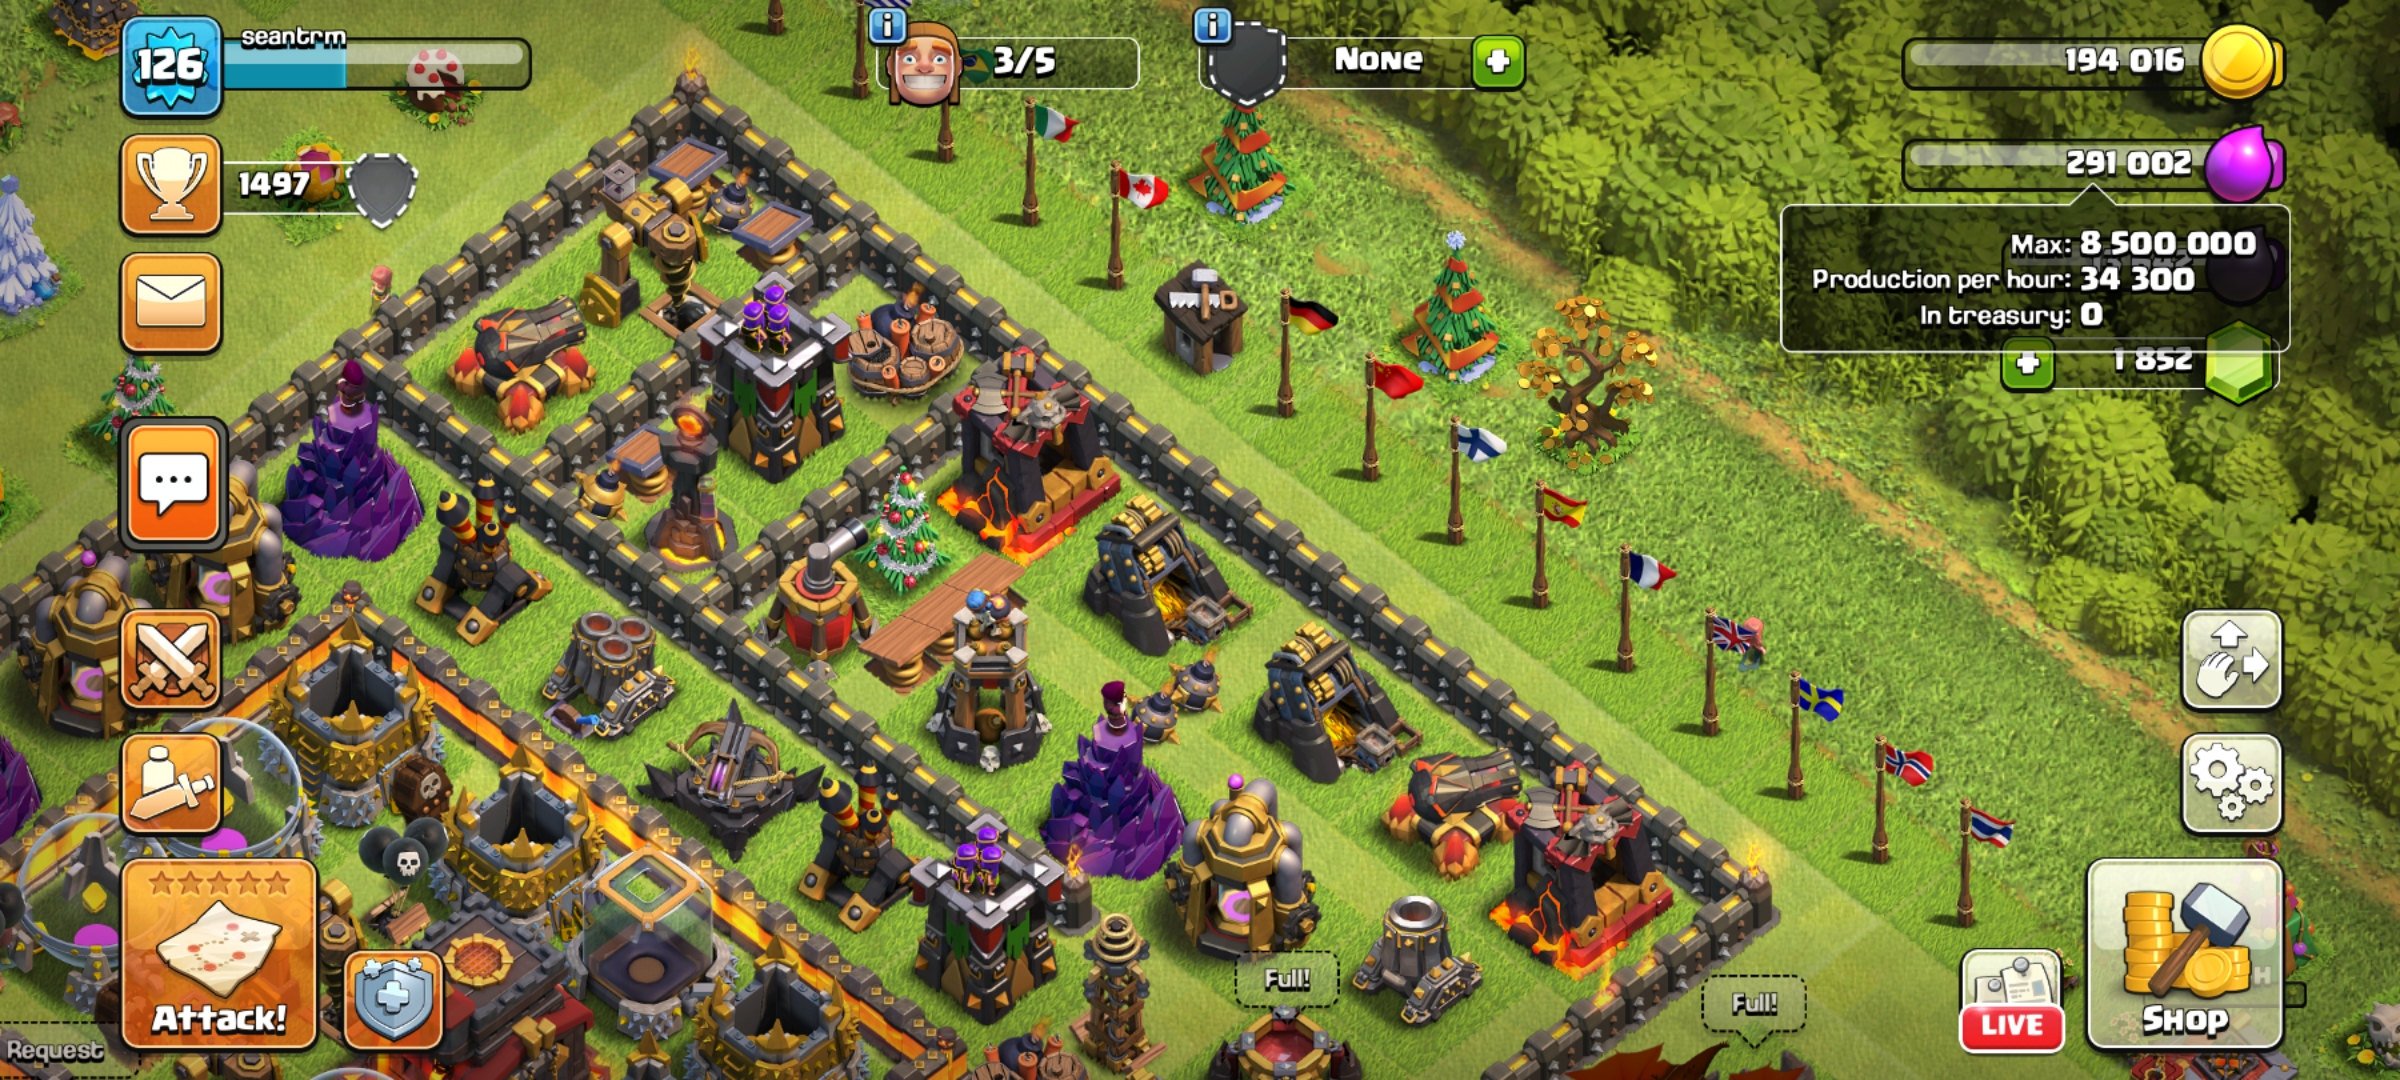 126
seantrm
3/5
None
194 016
1497
291 002
Max: 8 500 000
Production per hour: 34 300
In treasury: 0
1 852
Full!
Full!
Attack!
Request
LIVE
Shop